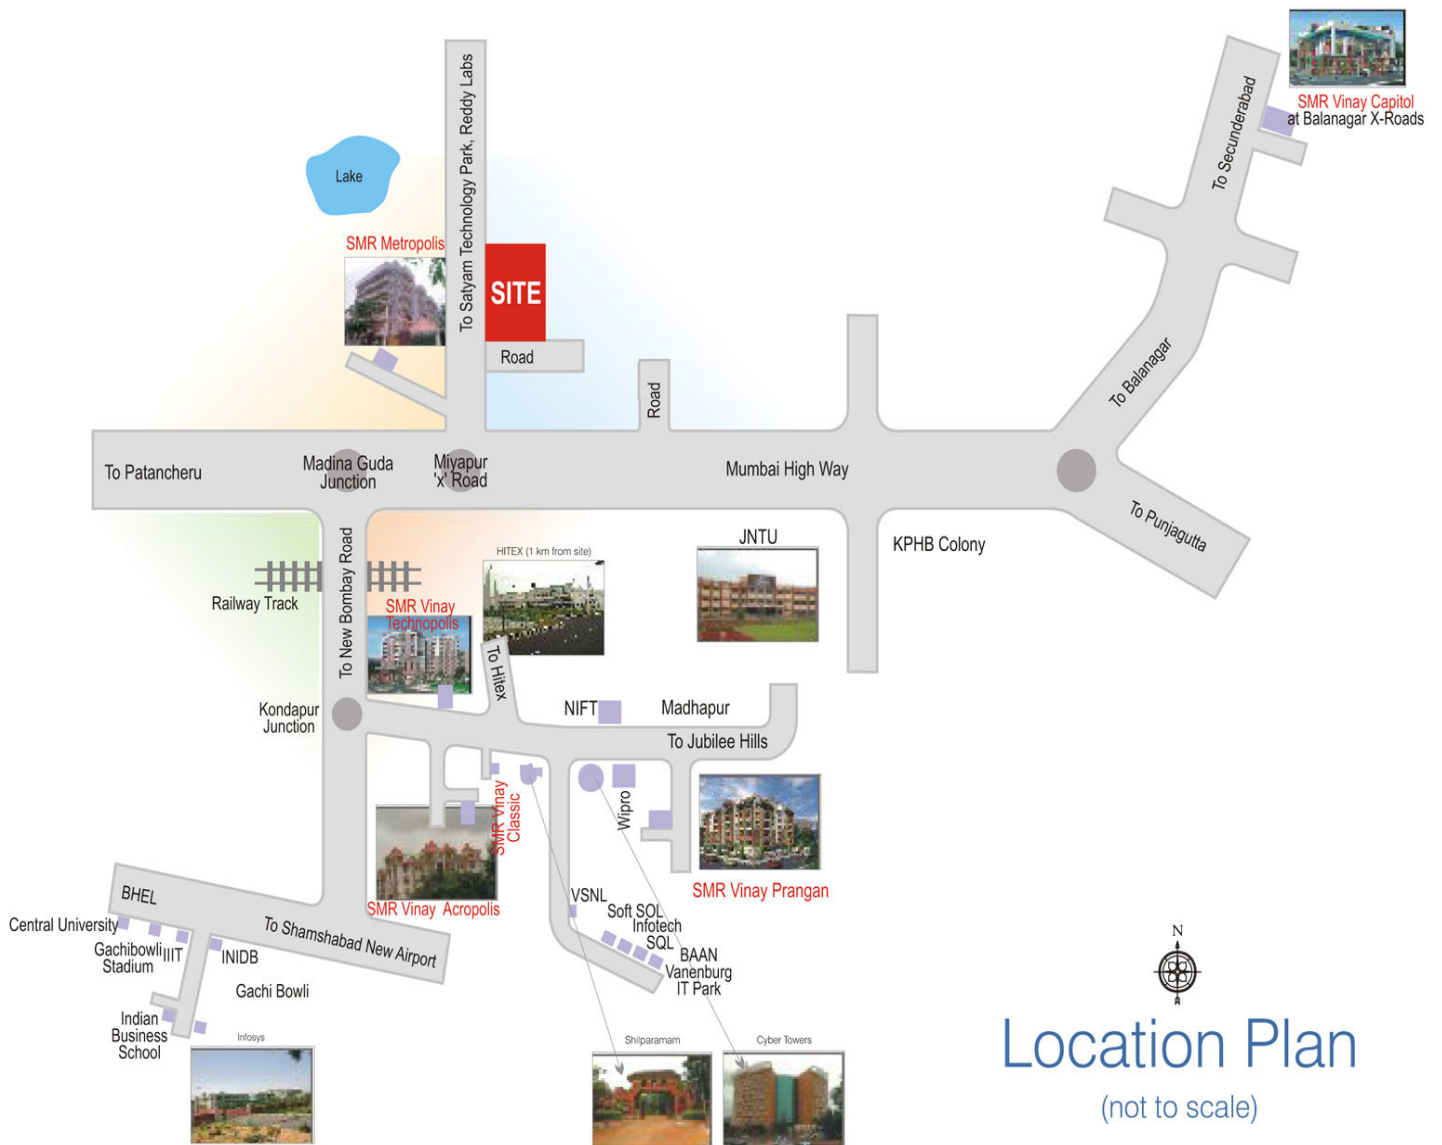 SMR Vinay Capitol
at Balanagar X-Roads
To Secunderabad
To Satyam Technology Park, Reddy Labs
Lake
SMR Metropolis
SITE
Road
Road
To Balanagar
To Patancheru
Madina Guda
Junction
Miyapur
'x' Road
Mumbai High Way
To Punjagutta
KPHB Colony
JNTU
HITEX (1 km from site)
To New Bombay Road
Railway Track
SMR Vinay
Technopolis
To Hitex
Kondapur
Junction
NIFT
Madhapur
To Jubilee Hills
SMR Vinay
Classic
Wipro
SMR Vinay Prangan
SMR Vinay Acropolis
BHEL
To Shamshabad New Airport
Central University
Gachibowli
Stadium
IIIT
INIDB
Gachi Bowli
VSNL
Soft SOL
Infotech
SQL
BAAN
Vanenburg
IT Park
Indian
Business
School
Infosys
Shilparamam
Cyber Towers
N
Location Plan
(not to scale)